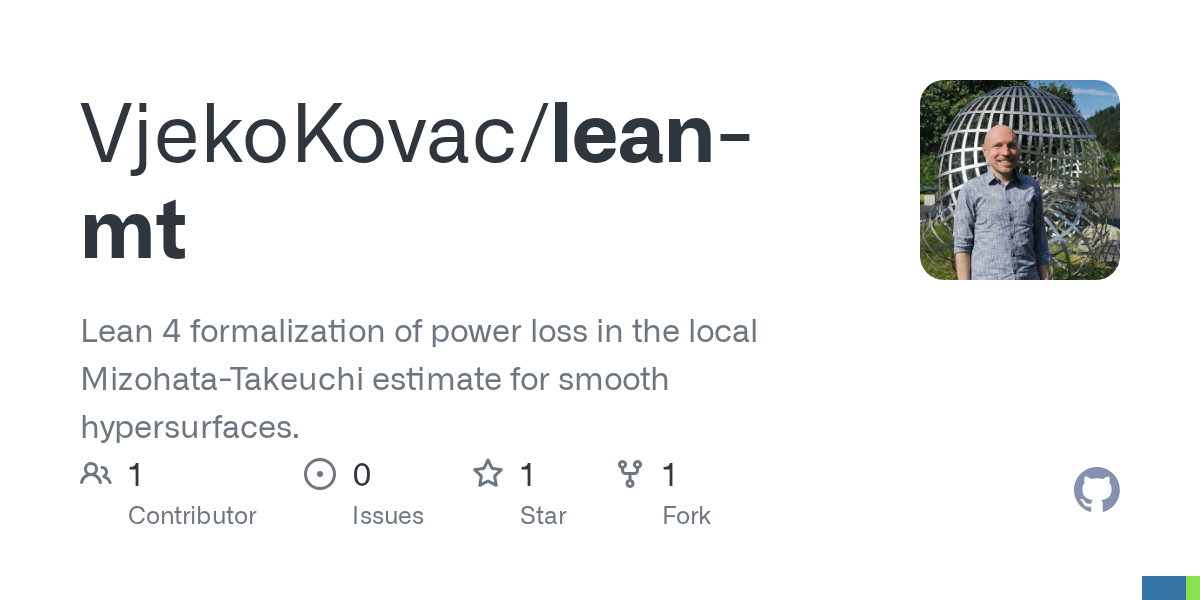 VjekoKovac/lean-
mt
Lean 4 formalization of power loss in the local
Mizohata-Takeuchi estimate for smooth
hypersurfaces.
1 0 1 1
Contributor Issues Star Fork